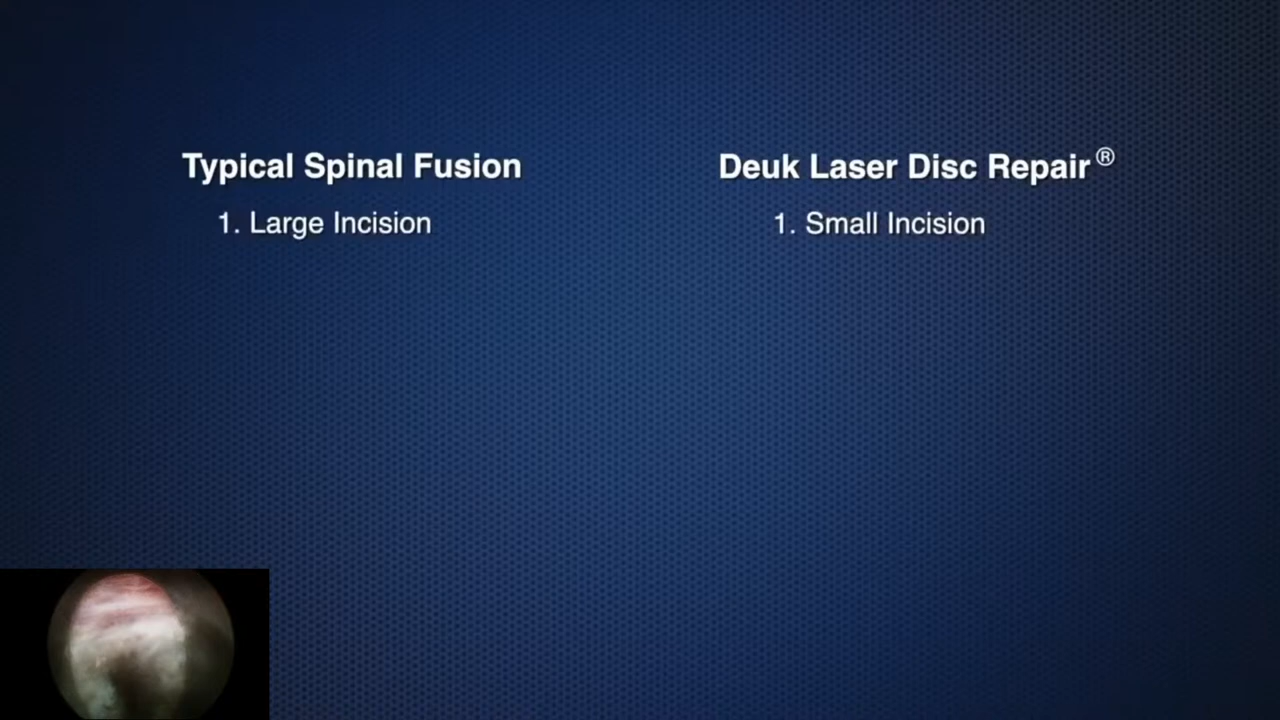 Typical Spinal Fusion
1. Large Incision
Deuk Laser Disc Repair®
1. Small Incision